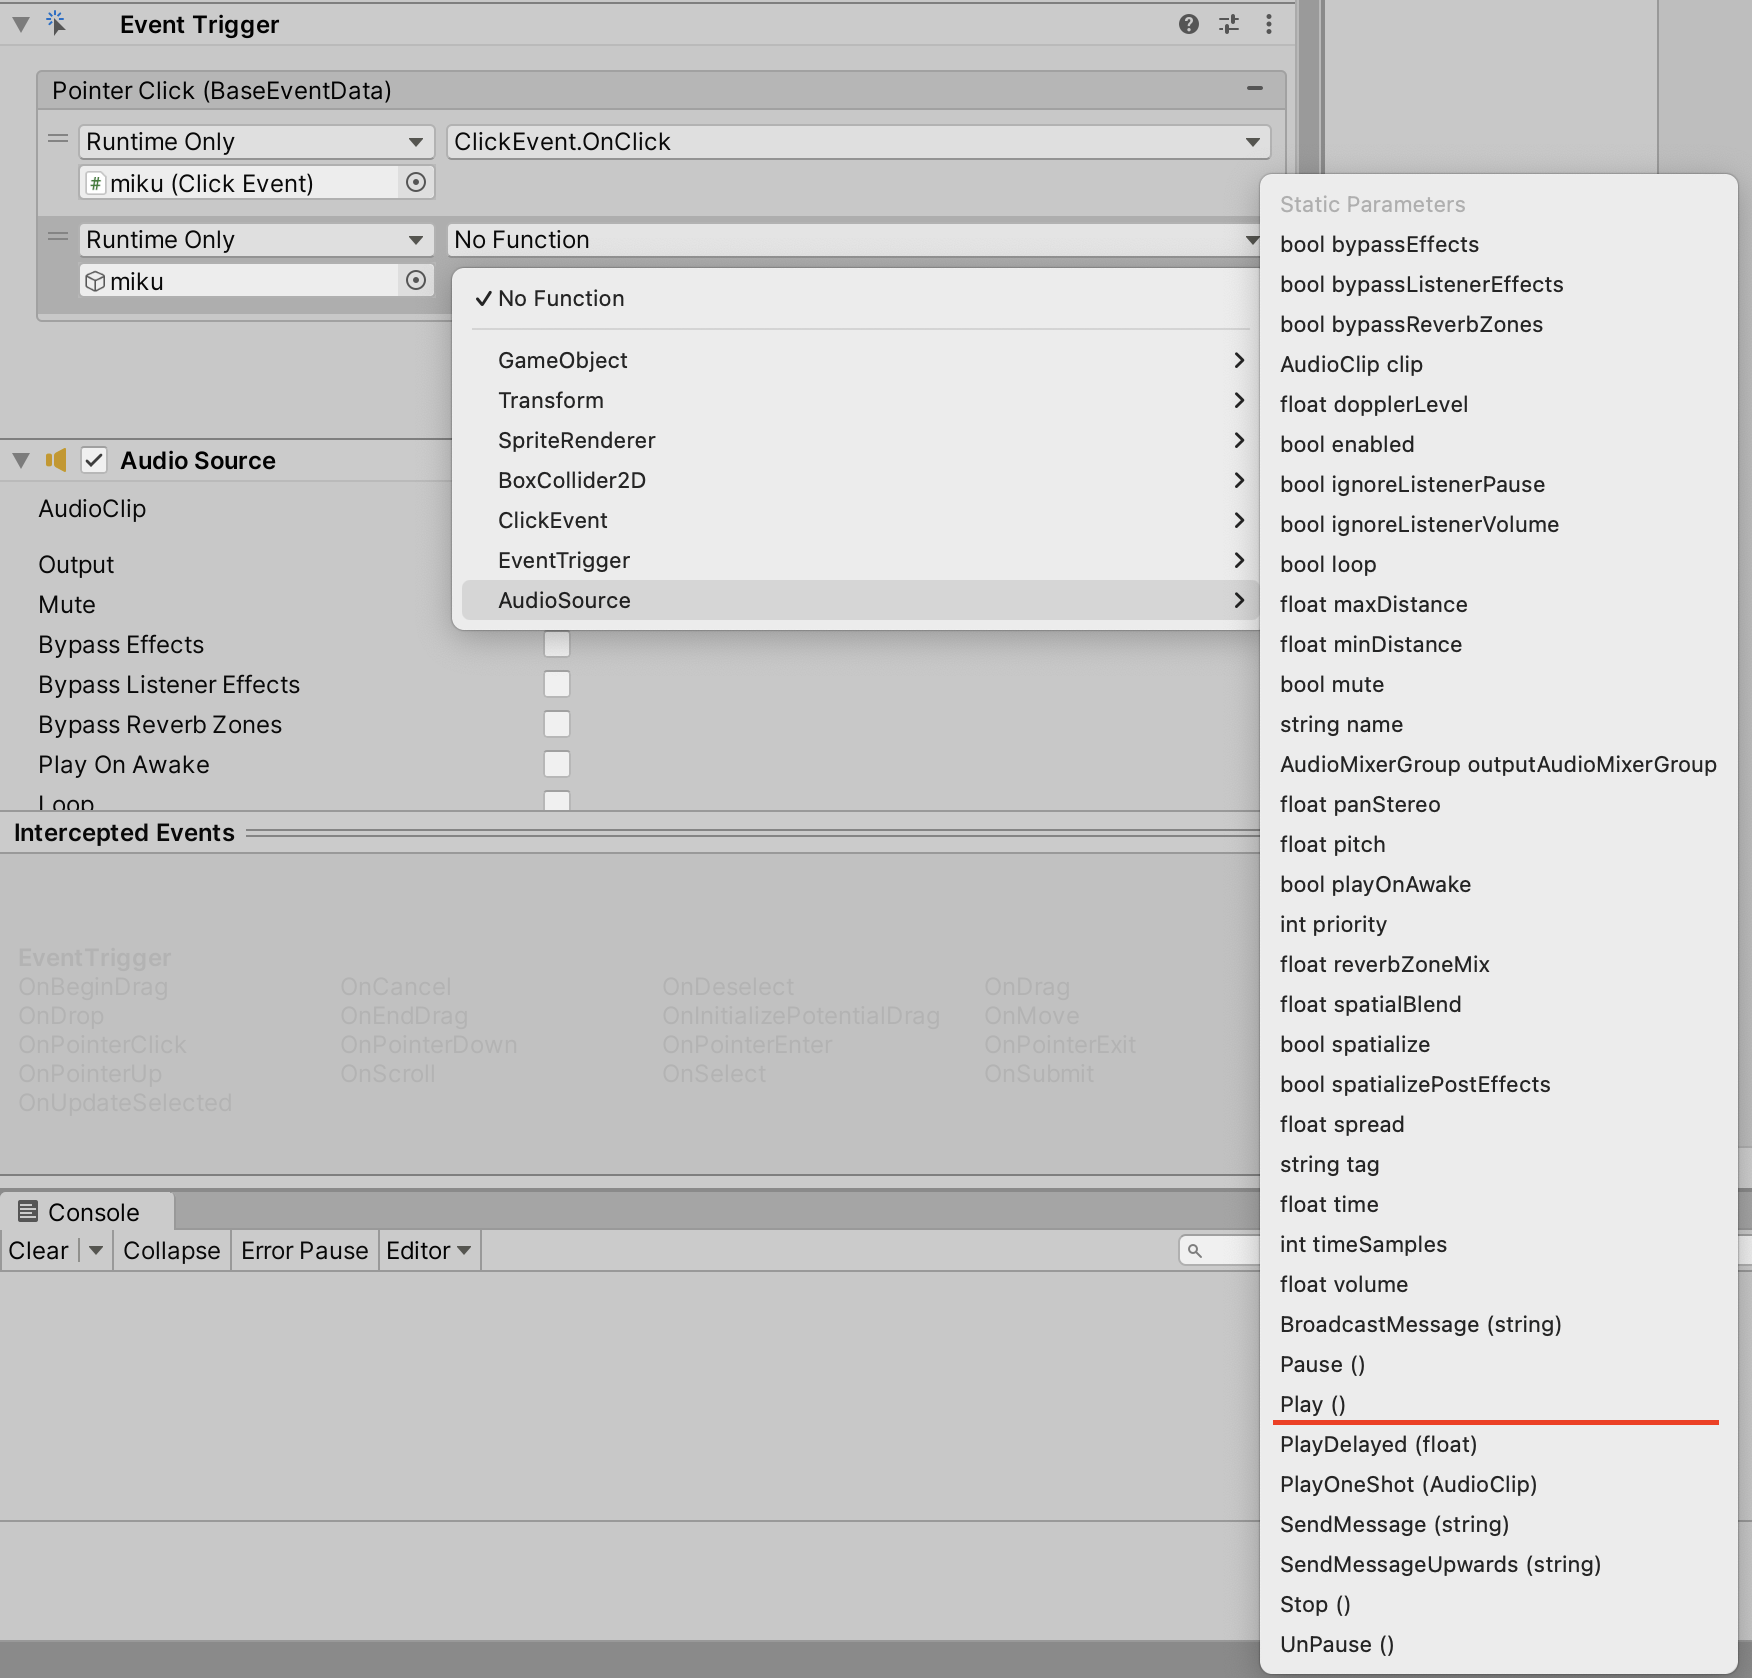 Event Trigger
Pointer Click (BaseEventData)
Runtime Only
ClickEvent.OnClick
miku (Click Event)
Runtime Only
No Function
miku
✓ No Function
GameObject
Transform
SpriteRenderer
BoxCollider2D
ClickEvent
EventTrigger
AudioSource
Static Parameters
bool bypassEffects
bool bypassListenerEffects
bool bypassReverbZones
AudioClip clip
float dopplerLevel
bool enabled
bool ignoreListenerPause
bool ignoreListenerVolume
bool loop
float maxDistance
float minDistance
bool mute
string name
AudioMixerGroup outputAudioMixerGroup
float panStereo
float pitch
bool playOnAwake
int priority
float reverbZoneMix
float spatialBlend
bool spatialize
bool spatializePostEffects
float spread
string tag
float time
int timeSamples
float volume
BroadcastMessage (string)
Pause ()
Play ()
PlayDelayed (float)
PlayOneShot (AudioClip)
SendMessage (string)
SendMessageUpwards (string)
Stop ()
UnPause ()
Audio Source
AudioClip
Output
Mute
Bypass Effects
Bypass Listener Effects
Bypass Reverb Zones
Play On Awake
Loop
Intercepted Events
EventTrigger
OnBeginDrag OnCancel OnDeselect OnDrag
OnDrop OnEndDrag OnInitializePotentialDrag OnMove
OnPointerClick OnPointerDown OnPointerEnter OnPointerExit
OnPointerUp OnScroll OnSelect OnSubmit
OnUpdateSelected
Console
Clear Collapse Error Pause Editor